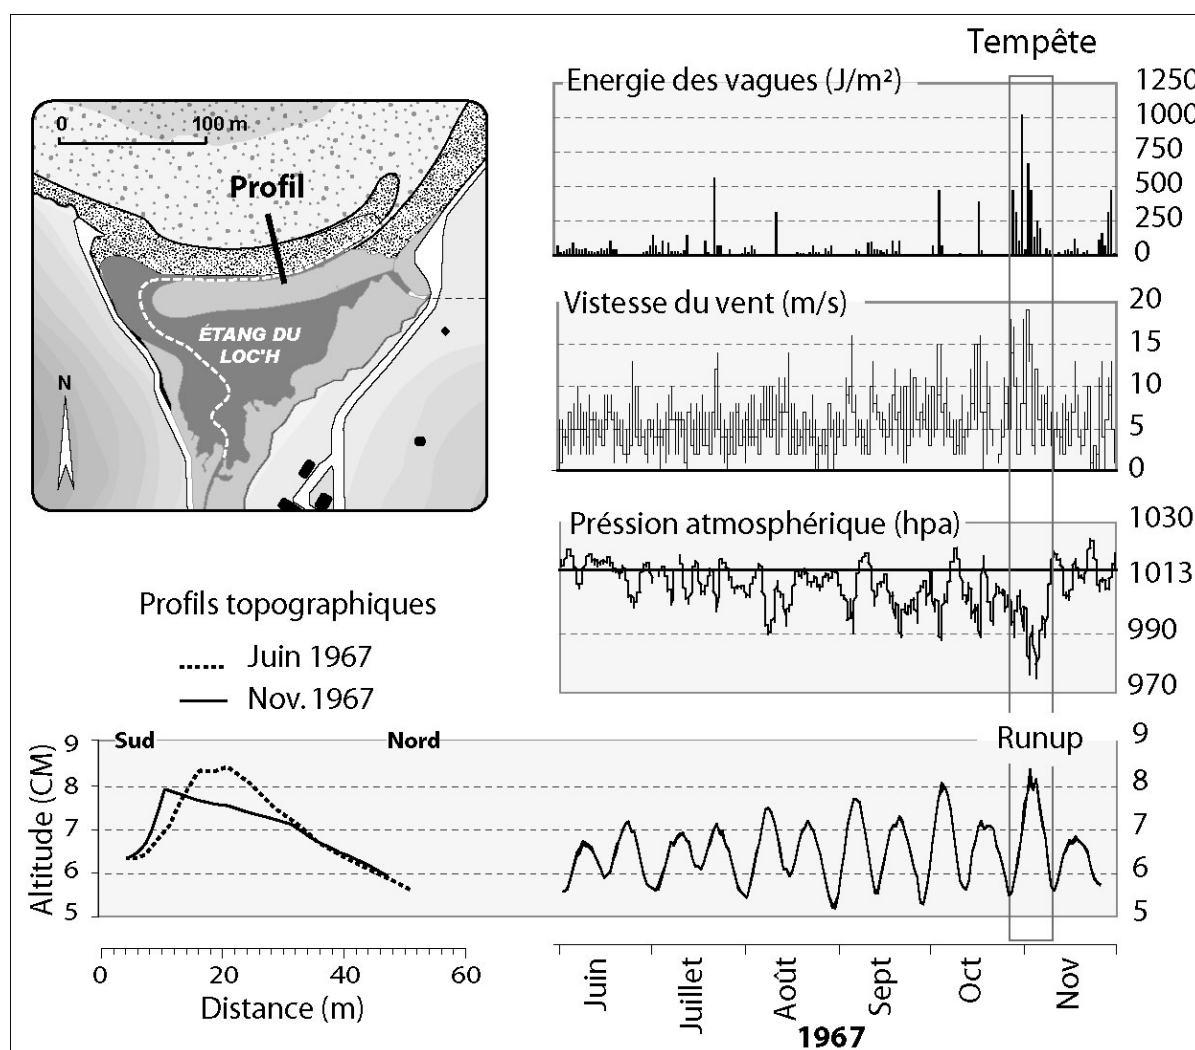 Tempête
Energie des vagues (J/m²)
1250
1000
750
500
250
0
0 100 m
Profil
ÉTANG DU
LOC'H
N
Vistesse du vent (m/s)
20
15
10
5
0
Préssion atmosphérique (hpa)
1030
1013
990
970
Profils topographiques
Juin 1967
Nov. 1967
Sud Nord
Altitude (CM)
9
8
7
6
5
0 20 40 60
Distance (m)
Runup
9
8
7
6
5
Juin Juillet Août Sept Oct Nov
1967